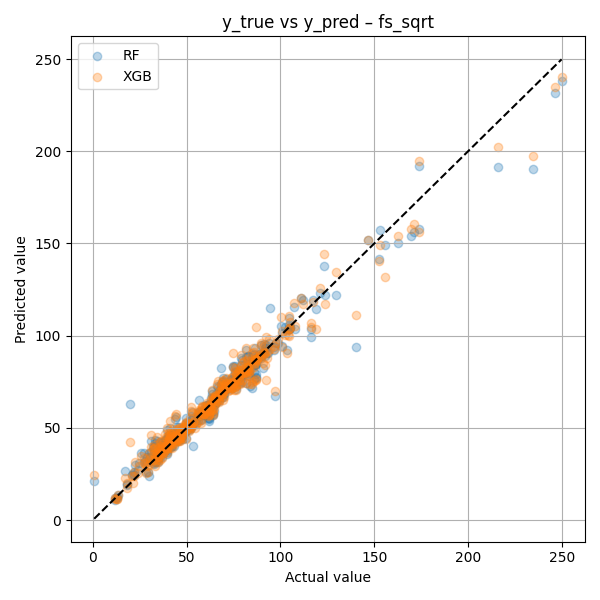 y_true vs y_pred – fs_sqrt
RF
XGB
250
200
150
100
50
0
Predicted value
0 50 100 150 200 250
Actual value